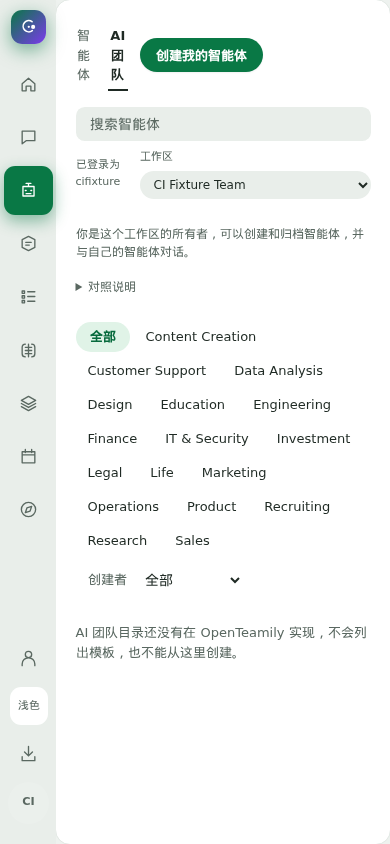 智
能
体
AI
团
队
创建我的智能体
搜索智能体
已登录为
cifixture
工作区
CI Fixture Team
你是这个工作区的所有者，可以创建和归档智能体，并
与自己的智能体对话。
▶ 对照说明
全部 Content Creation
Customer Support Data Analysis
Design Education Engineering
Finance IT & Security Investment
Legal Life Marketing
Operations Product Recruiting
Research Sales
创建者 全部
AI 团队目录还没有在 OpenTeamily 实现，不会列
出模板，也不能从这里创建。
浅色
CI